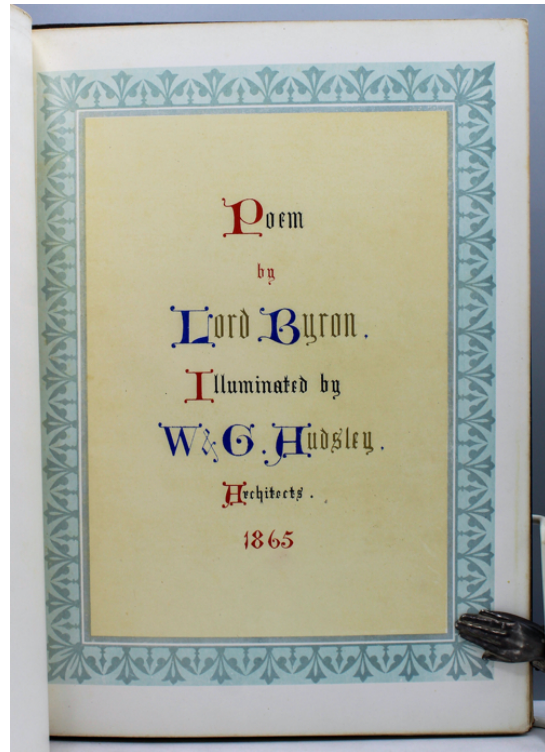 Poem
by
Lord Byron.
Illuminated by
W & G. Audsley.
Architects.
1865